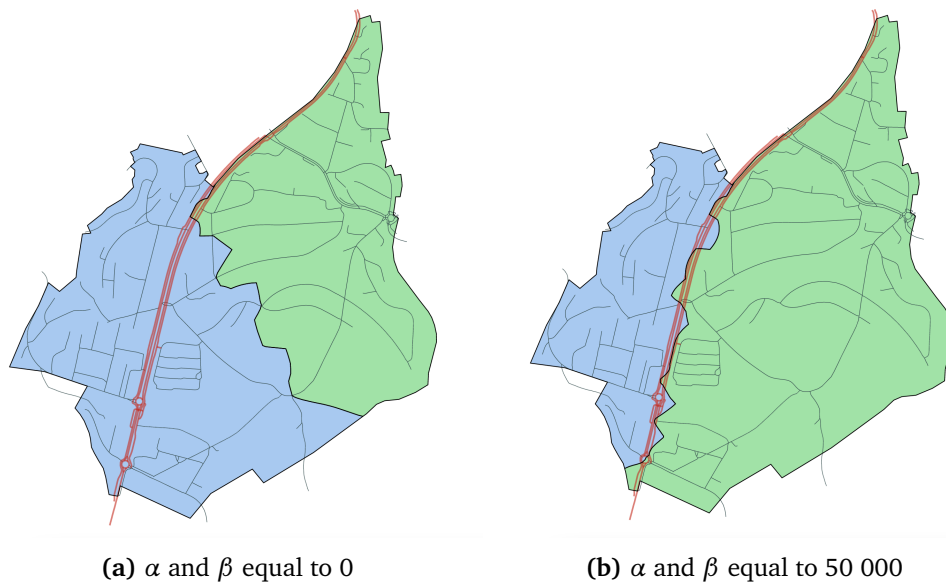 (a) α and β equal to 0
(b) α and β equal to 50 000